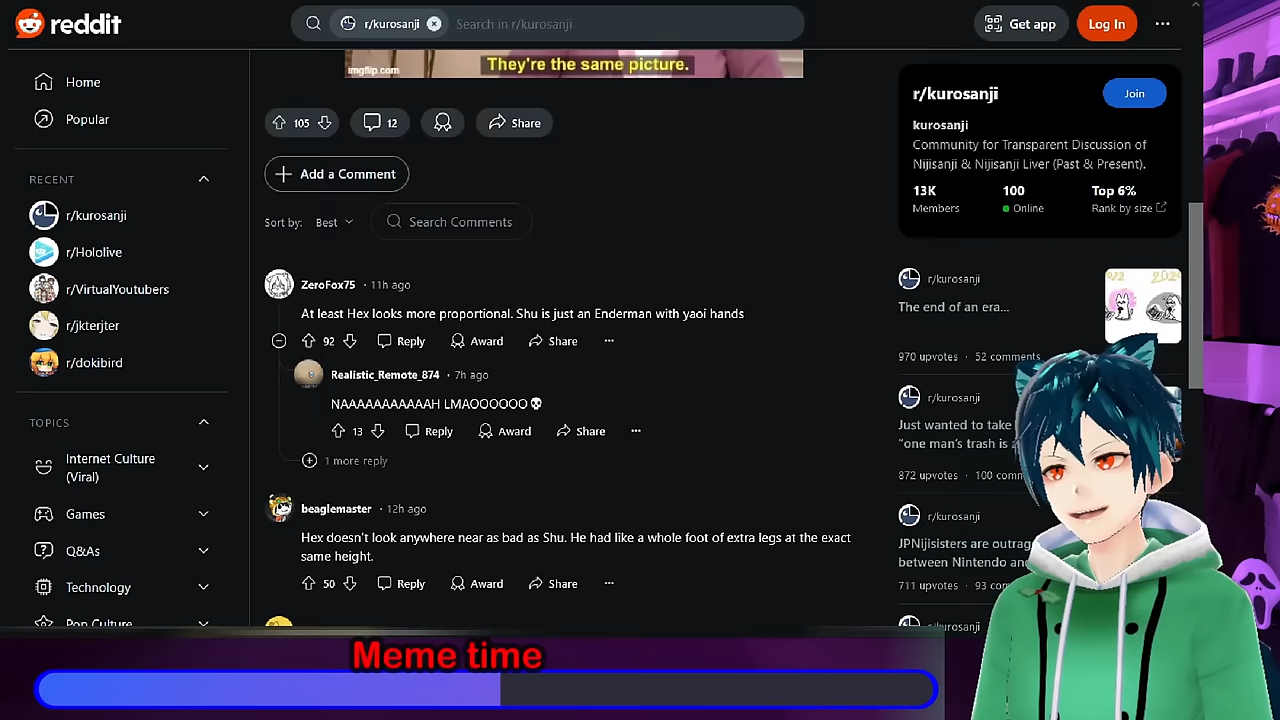 reddit
r/kurosanji
Search in r/kurosanji
Get app
Log In
Home
Popular
RECENT
r/kurosanji
r/Hololive
r/VirtualYoutubers
r/jkterjter
r/dokibird
TOPICS
Internet Culture
(Viral)
Games
Q&As
Technology
Pop Culture
They're the same picture.
imgflip.com
105
12
Share
Add a Comment
Sort by:
Best
Search Comments
ZeroFox75 • 11h ago
At least Hex looks more proportional. Shu is just an Enderman with yaoi hands
92
Reply
Award
Share
Realistic_Remote_874 • 7h ago
NAAAAAAAAAAAH LMAOOOOOO💀
13
Reply
Award
Share
1 more reply
beaglemaster • 12h ago
Hex doesn't look anywhere near as bad as Shu. He had like a whole foot of extra legs at the exact
same height.
50
Reply
Award
Share
r/kurosanji
Join
kurosanji
Community for Transparent Discussion of
Nijisanji & Nijisanji Liver (Past & Present).
13K
100
Top 6%
Members
Online
Rank by size
r/kurosanji
The end of an era...
970 upvotes • 52 comments
r/kurosanji
Just wanted to take
"one man's trash is
872 upvotes • 100
r/kurosanji
JPNijisisters are
between Nintendo
711 upvotes • 93
r/kurosanji
Meme time